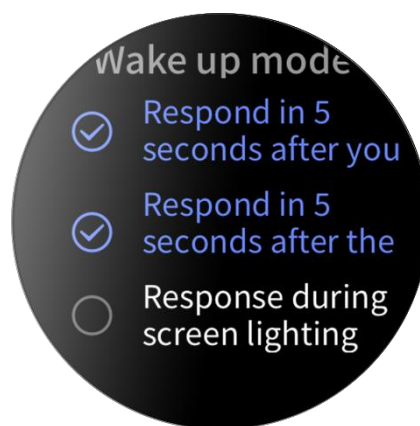 Wake up mode
Respond in 5
seconds after you
Respond in 5
seconds after the
Response during
screen lighting